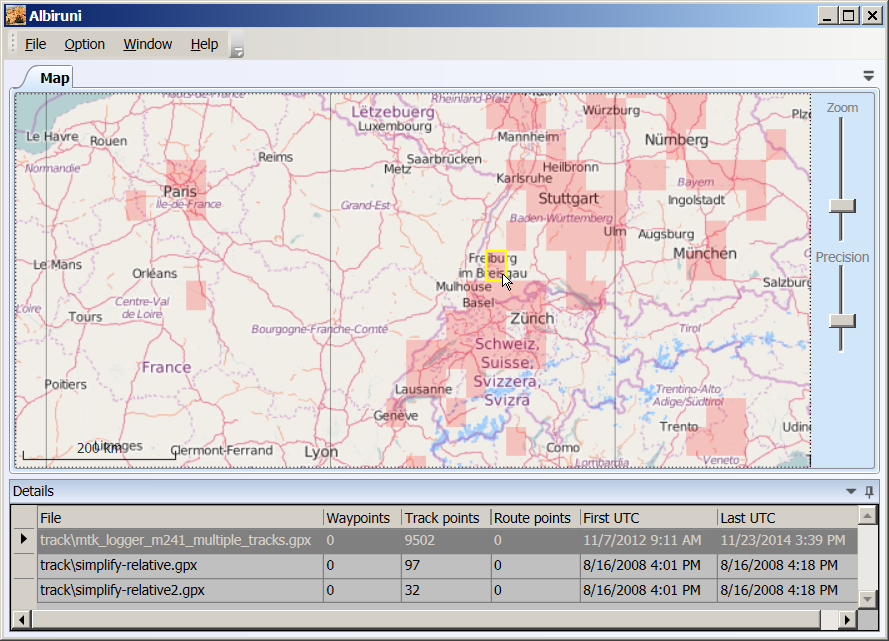 Albiruni
File Option Window Help
Map
Zoom
Precision
Hauts-de-France
Rheinland-Pfalz
Lëtzebuerg
Luxembourg
Würzburg
Le Havre
Rouen
Mannheim
Nürnberg
Reims
Saarbrücken
Metz
Heilbronn
Karlsruhe
Normandie
Paris
Île-de-France
Grand-Est
Stuttgart
Bayern
Ingolstadt
Baden-Württemberg
Ulm
Augsburg
München
Le Mans
Orléans
Freiburg
im Breisgau
Mulhouse
Basel
Salzburg
Centre-Val
de Loire
Loire
Tours
Bourgogne-Franche-Comté
Zürich
Tirol
France
Schweiz,
Suisse,
Svizzera,
Svizra
Poitiers
Lausanne
Genève
Trentino-Alto
Adige/Südtirol
Trento
Udin
Limoges
200 km
Clermont-Ferrand
Lyon
Como
Lombardia
Veneto
Details
File Waypoints Track points Route points First UTC Last UTC
track\mtk_logger_m241_multiple_tracks.gpx 0 9502 0 11/7/2012 9:11 AM 11/23/2014 3:39 PM
track\simplify-relative.gpx 0 97 0 8/16/2008 4:01 PM 8/16/2008 4:18 PM
track\simplify-relative2.gpx 0 32 0 8/16/2008 4:01 PM 8/16/2008 4:18 PM